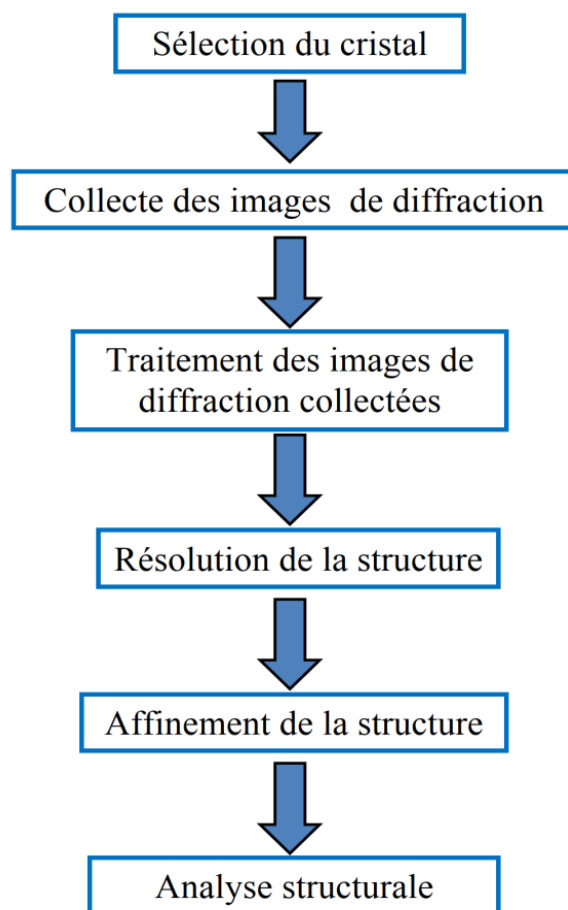 Sélection du cristal
Collecte des images de diffraction
Traitement des images de
diffraction collectées
Résolution de la structure
Affinement de la structure
Analyse structurale